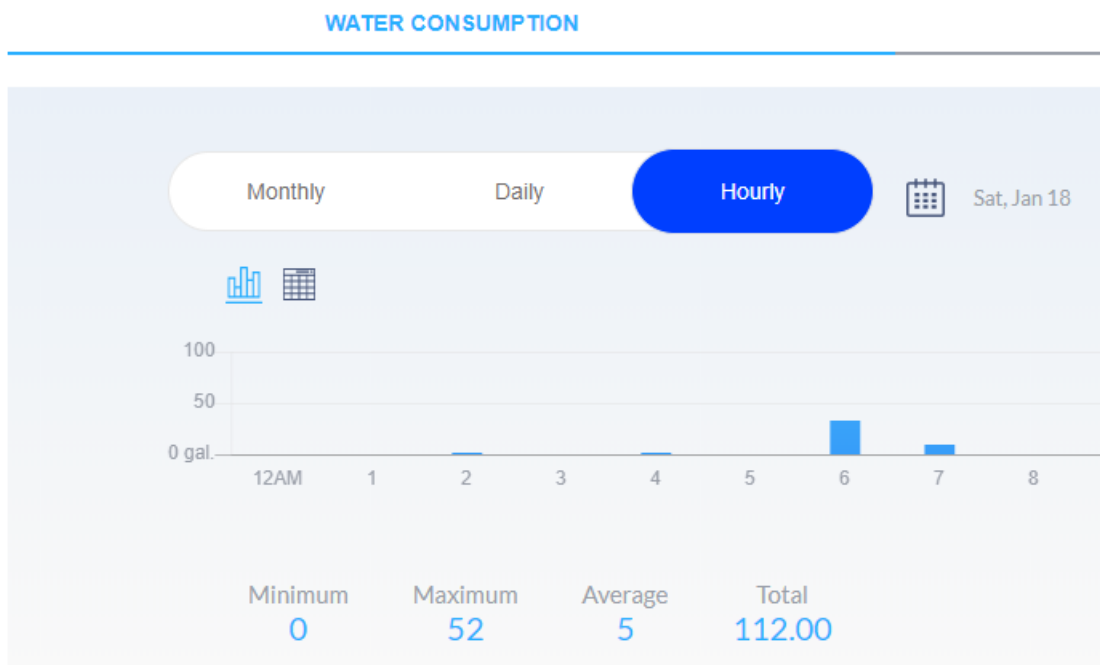 WATER CONSUMPTION
Monthly Daily Hourly Sat, Jan 18
100
50
0 gal.
12AM 1 2 3 4 5 6 7 8
Minimum Maximum Average Total
0 52 5 112.00